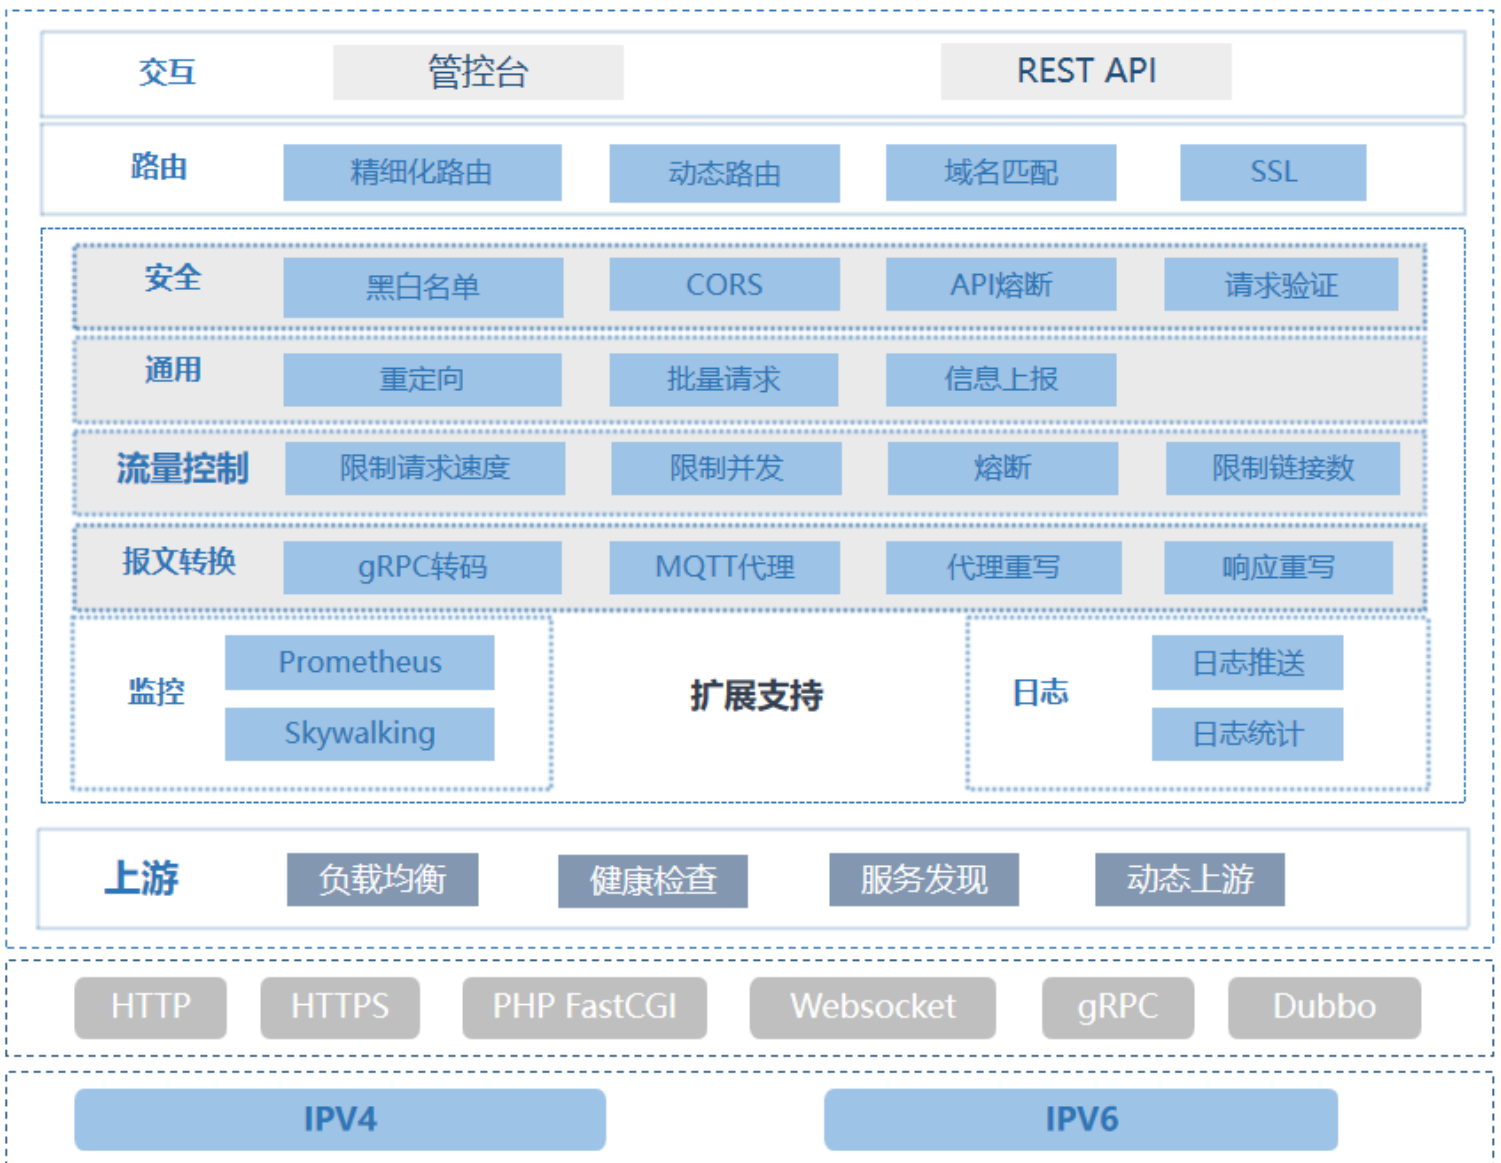 交互 管控台 REST API
路由 精细化路由 动态路由 域名匹配 SSL
安全 黑白名单 CORS API熔断 请求验证
通用 重定向 批量请求 信息上报
流量控制 限制请求速度 限制并发 熔断 限制链接数
报文转换 gRPC转码 MQTT代理 代理重写 响应重写
监控
Prometheus
Skywalking
扩展支持
日志
日志推送
日志统计
上游 负载均衡 健康检查 服务发现 动态上游
HTTP HTTPS PHP FastCGI Websocket gRPC Dubbo
IPV4 IPV6